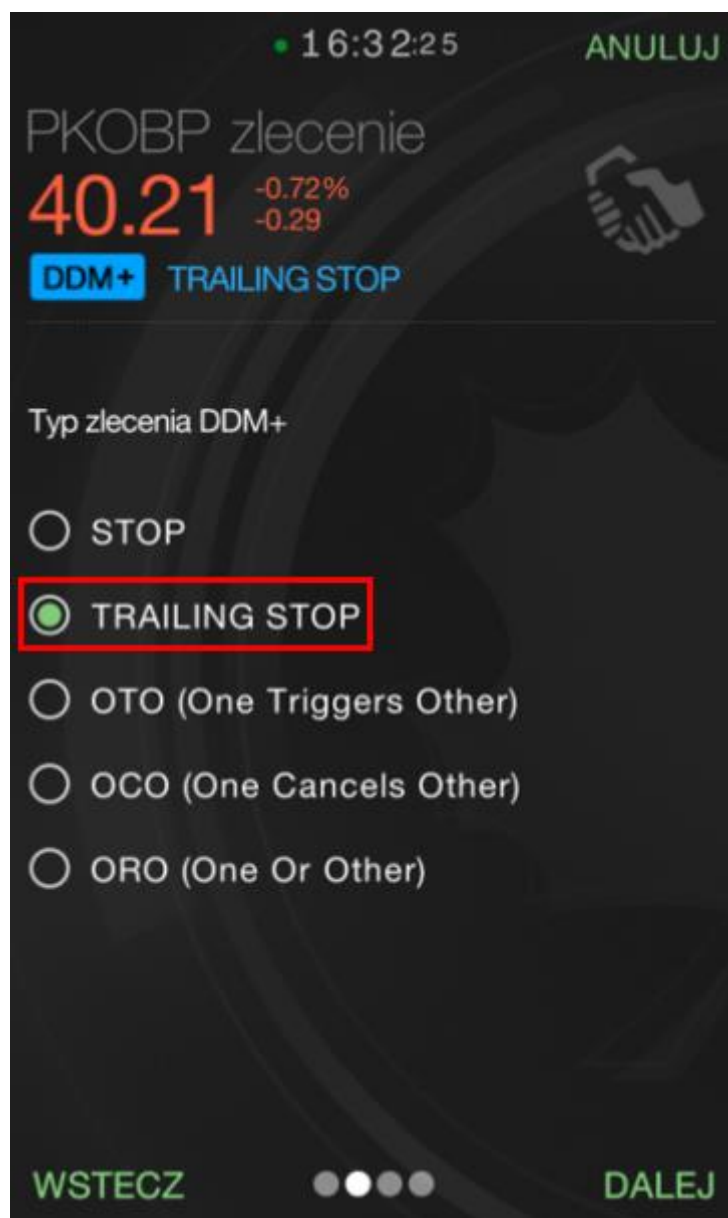 16:32:25 ANULUJ
PKOBP zlecenie
40.21 -0.72%
-0.29
DDM+ TRAILING STOP
Typ zlecenia DDM+
STOP
TRAILING STOP
OTO (One Triggers Other)
OCO (One Cancels Other)
ORO (One Or Other)
WSTECZ DALEJ